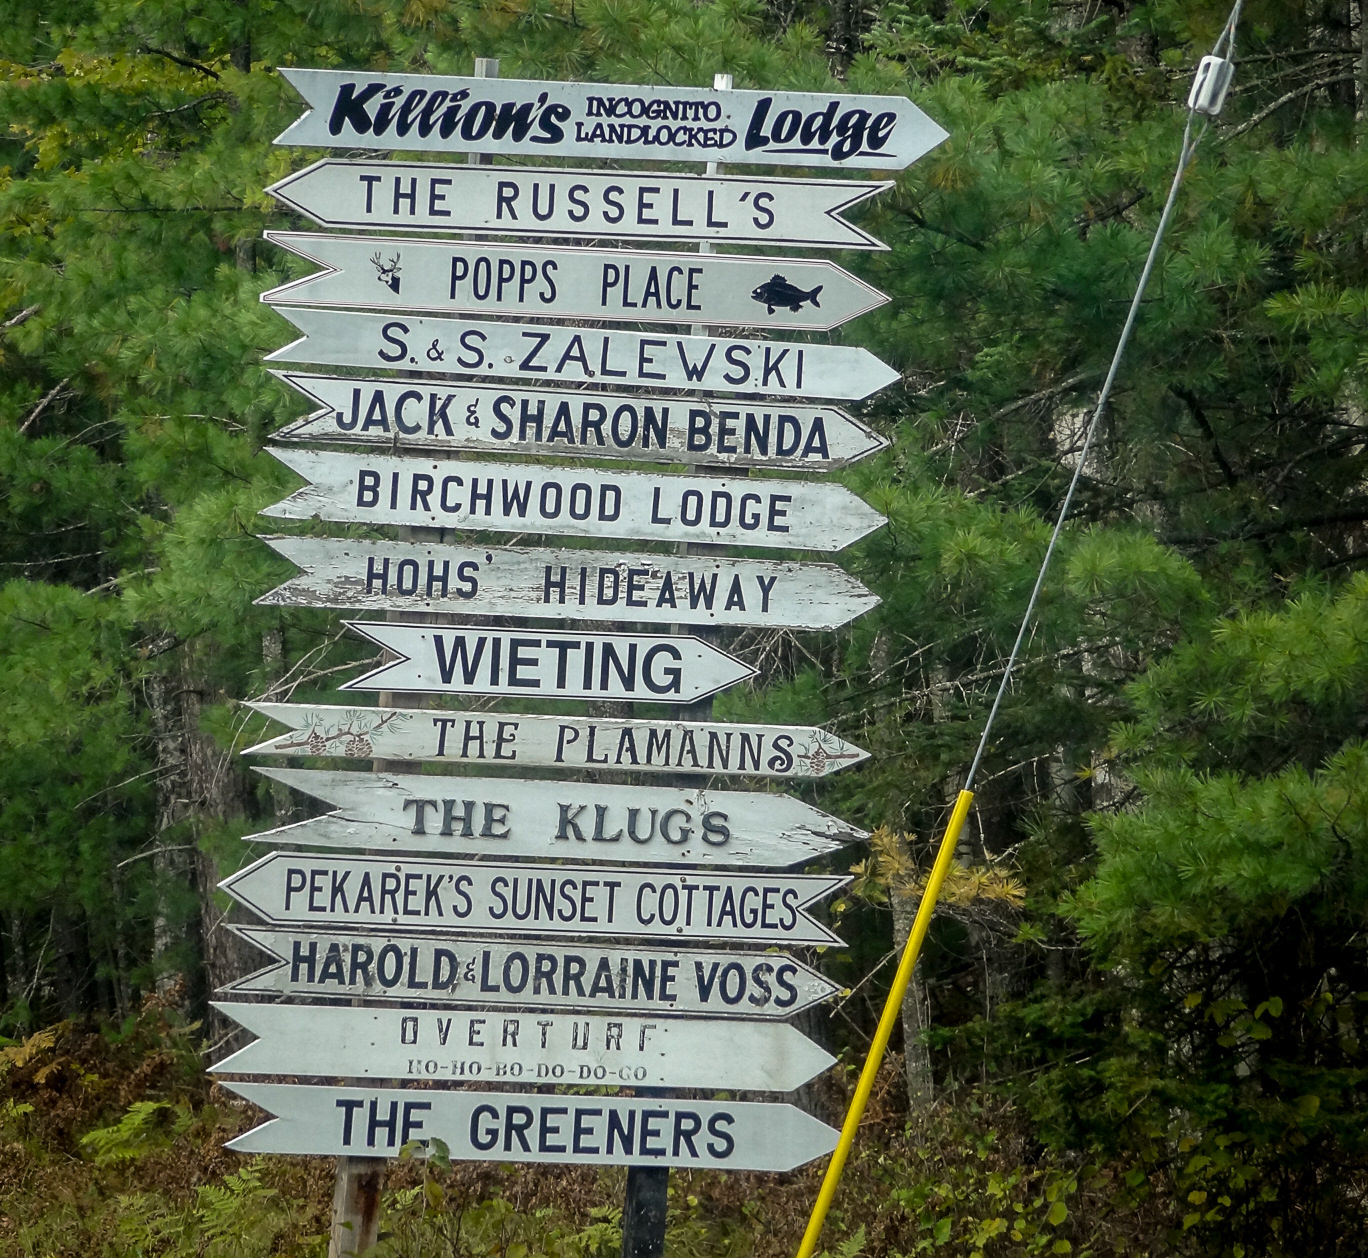 Killion's INCOGNITO LANDLOCKED Lodge
THE RUSSELL'S
POPPS PLACE
S. & S. ZALEWSKI
JACK & SHARON BENDA
BIRCHWOOD LODGE
HOHS' HIDEAWAY
WIETING
THE PLAMANNS
THE KLUGS
PEKAREK'S SUNSET COTTAGES
HAROLD & LORRAINE VOSS
OVERTURF
HO-HO-BO-DO-DO-GO
THE GREENERS